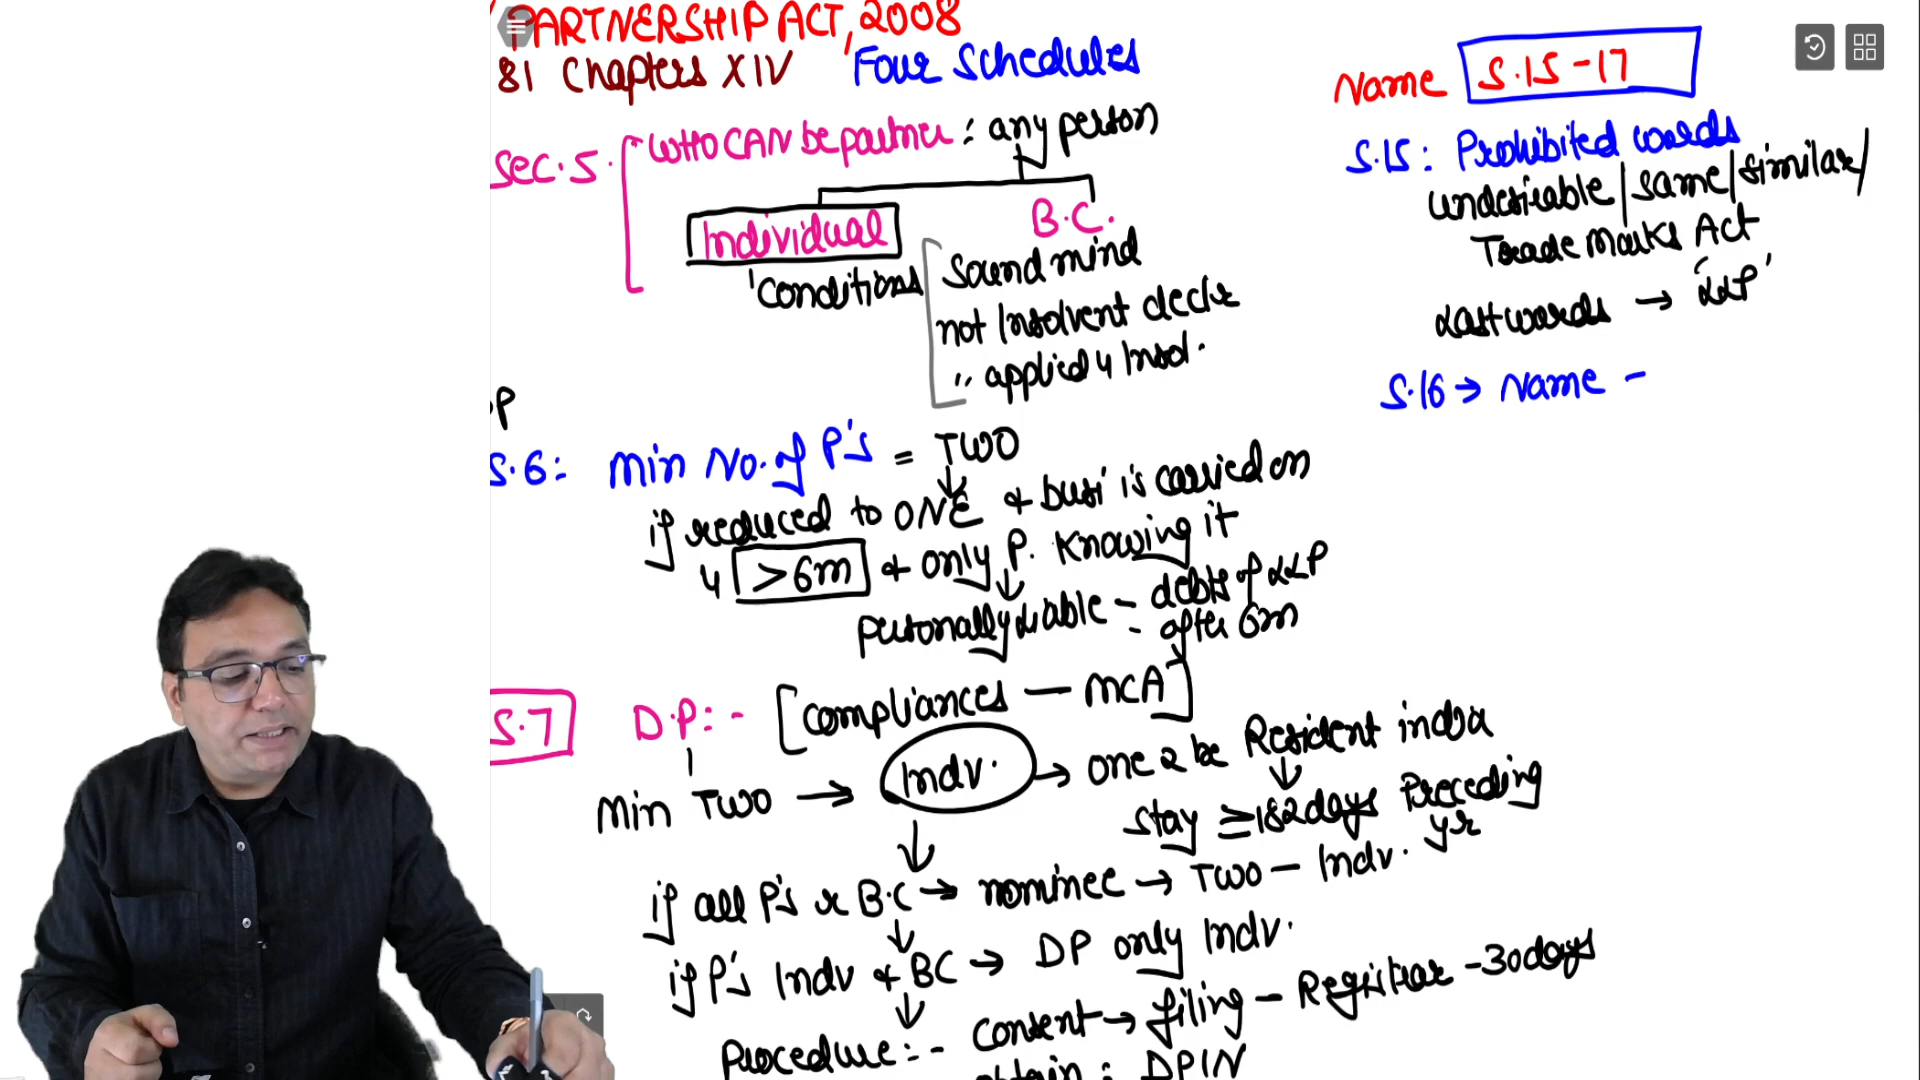 PARTNERSHIP ACT, 2008
81 Chapters XIV Four Schedules
Sec. 5. WHO CAN be partner : any person
Individual B.C.
Conditions Sound mind
not Insolvent declr
" applied 4 Insol.
P
S.6: Min No. of P's = TWO
if reduced to ONE & busi is carried on
4 >6m & only P. Knowing it
personally liable - debts of LLP
- after 6m
S.7 D.P:- [Compliances — MCA]
Min TWO → Indv. → one 2 be Resident india
stay ≥182days Preceding
yr
if all P's r B.C → nominee → TWO - Indv.
if P's Indv & BC → DP only Indv.
Procedure:- Consent → filing - Registrar - 30days
obtain : DPIN
Name S.15-17
S.15: Prohibited words
undesirable/same/similar/
Trade Marks Act
Last words → 'LLP'
S.16 → Name -